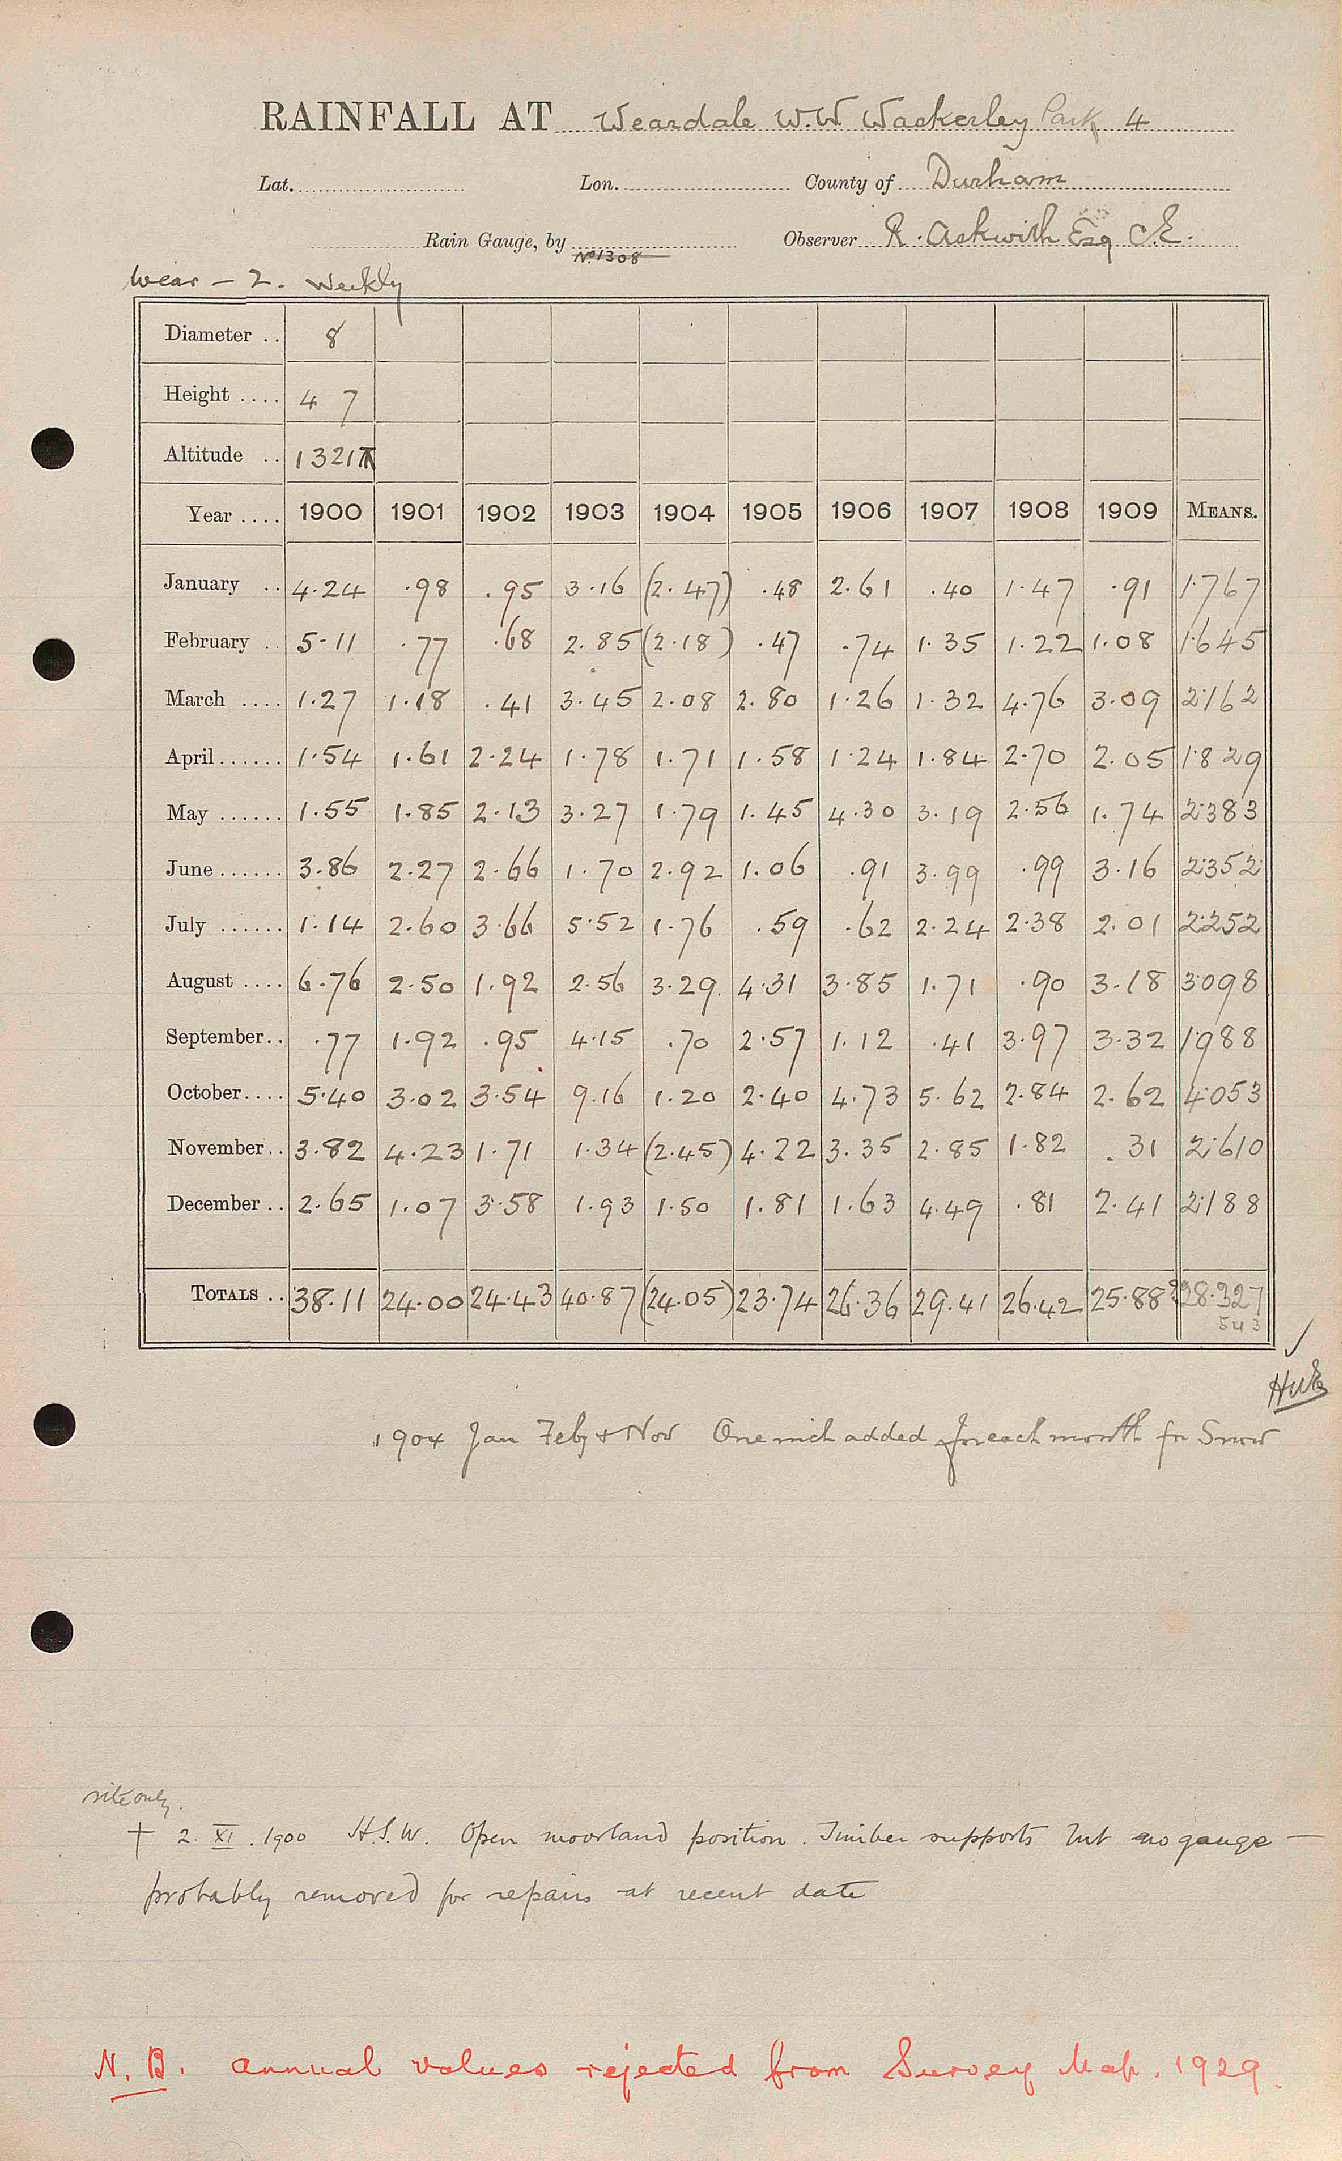 RAINFALL AT Weardale W.W Wackerley Park 4
Lat. Lon. County of Durham
Rain Gauge, by No 1308 Observer R. Askwith Esq C.E.
Wear - 2. Weekly
Diameter .. 8
Height .... 4 7
Altitude .. 1321
Year .... 1900 1901 1902 1903 1904 1905 1906 1907 1908 1909 MEANS.
January .. 4.24 .98 .95 3.16 (2.47) .48 2.61 .40 1.47 .91 1.767
February .. 5.11 .77 .68 2.85 (2.18) .47 .74 1.35 1.22 1.08 1.645
March .... 1.27 1.18 .41 3.45 2.08 2.80 1.26 1.32 4.76 3.09 2.162
April ...... 1.54 1.61 2.24 1.78 1.71 1.58 1.24 1.84 2.70 2.05 1.829
May ...... 1.55 1.85 2.13 3.27 1.79 1.45 4.30 3.19 2.56 1.74 2.383
June ...... 3.86 2.27 2.66 1.70 2.92 1.06 .91 3.99 .99 3.16 2.352
July ...... 1.14 2.60 3.66 5.52 1.76 .59 .62 2.24 2.38 2.01 2.252
August .... 6.76 2.50 1.92 2.56 3.29 4.31 3.85 1.71 .90 3.18 3.098
September .. .77 1.92 .95 4.15 .70 2.57 1.12 .41 3.97 3.32 1.988
October .... 5.40 3.02 3.54 9.16 1.20 2.40 4.73 5.62 2.84 2.62 4.053
November .. 3.82 4.23 1.71 1.34 (2.45) 4.22 3.35 2.85 1.82 .31 2.610
December .. 2.65 1.07 3.58 1.93 1.50 1.81 1.63 4.49 .81 2.41 2.188
TOTALS .. 38.11 24.00 24.43 40.87 (24.05) 23.74 26.36 29.41 26.42 25.88 28.327
543
1904 Jan Feby & Nov One inch added for each month for Snow
site only.
† 2. XI. 1900 H.S.W. Open moorland position. Timber supports but no gauge —
probably removed for repairs at recent date
N.B. annual values rejected from Survey Map. 1929.